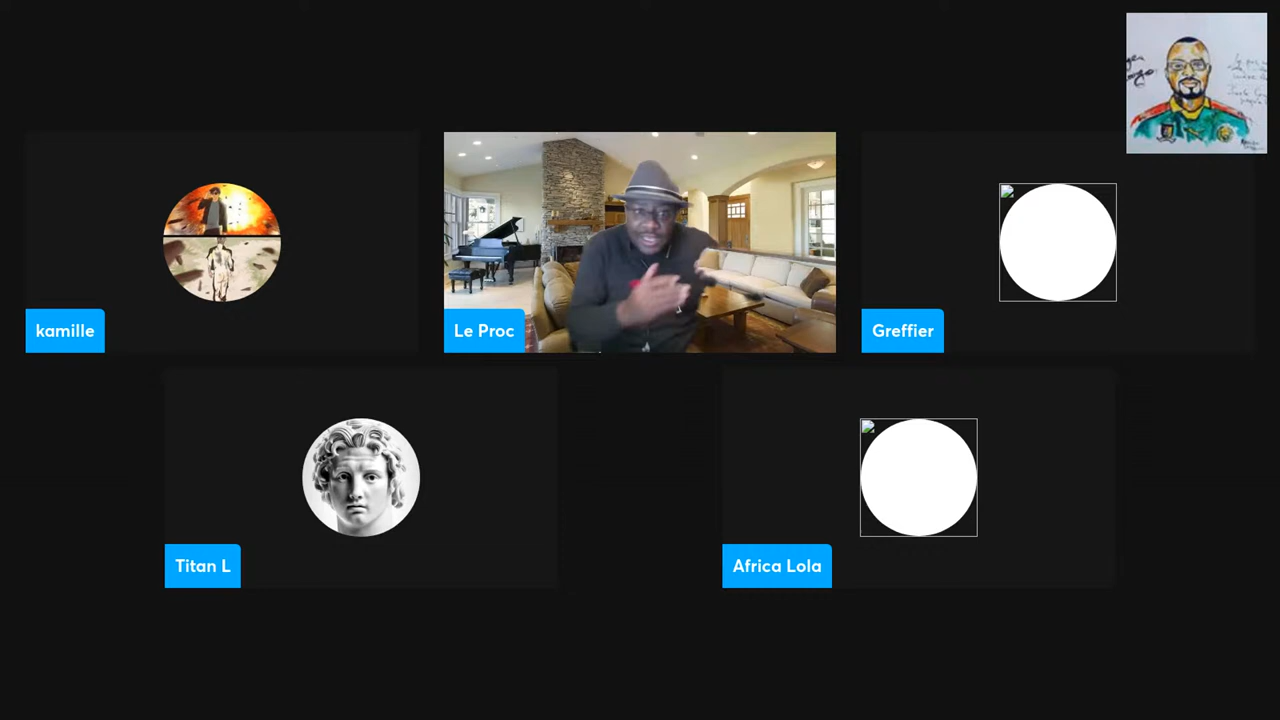 kamille
Le Proc
Greffier
Titan L
Africa Lola